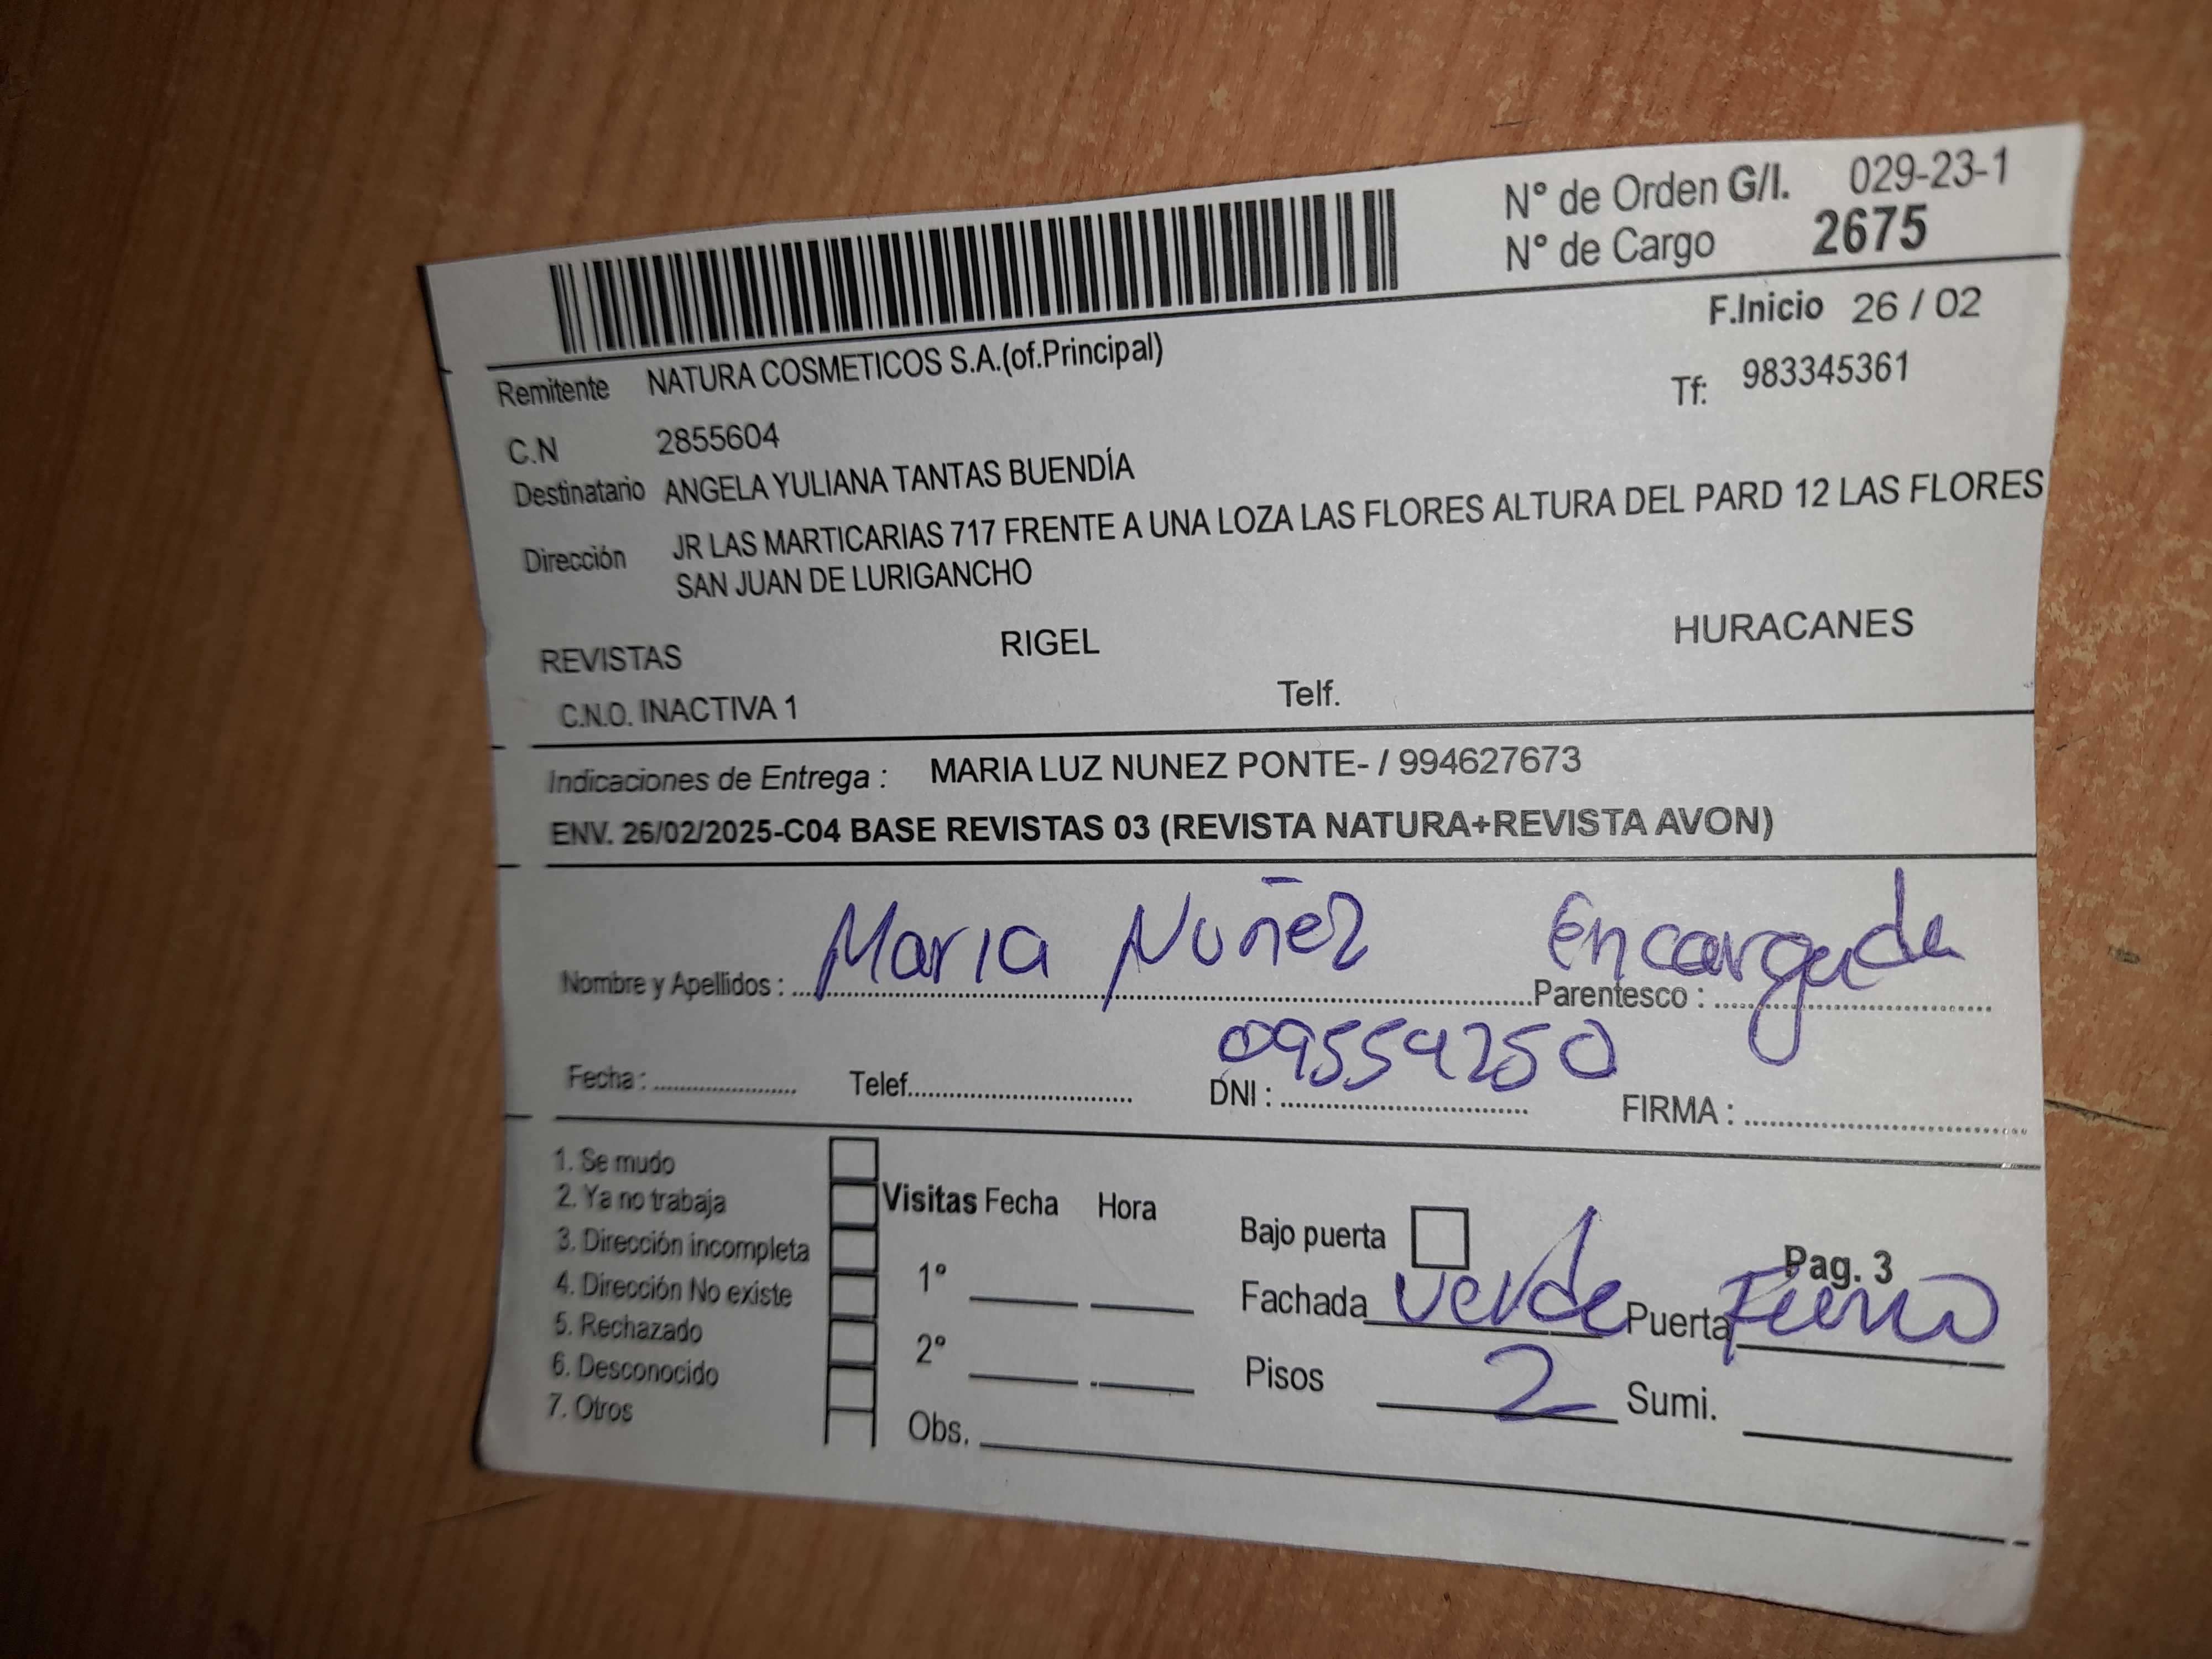 N° de Orden G/I. 029-23-1
N° de Cargo 2675
F.Inicio 26 / 02
Remitente NATURA COSMETICOS S.A.(of.Principal)
Tf: 983345361
C.N 2855604
Destinatario ANGELA YULIANA TANTAS BUENDÍA
Dirección JR LAS MARTICARIAS 717 FRENTE A UNA LOZA LAS FLORES ALTURA DEL PARD 12 LAS FLORES
SAN JUAN DE LURIGANCHO
REVISTAS RIGEL HURACANES
C.N.O. INACTIVA 1 Telf.
Indicaciones de Entrega : MARIA LUZ NUNEZ PONTE- / 994627673
ENV. 26/02/2025-C04 BASE REVISTAS 03 (REVISTA NATURA+REVISTA AVON)
Nombre y Apellidos : Maria Nuñez Parentesco : Encargada
Fecha : Telef. DNI : 09554250 FIRMA :
1. Se mudo
2. Ya no trabaja
3. Dirección incompleta
4. Dirección No existe
5. Rechazado
6. Desconocido
7. Otros
Visitas Fecha Hora
1°
2°
Obs.
Bajo puerta Pag. 3
Fachada verde Puerta Fierro
Pisos 2 Sumi.